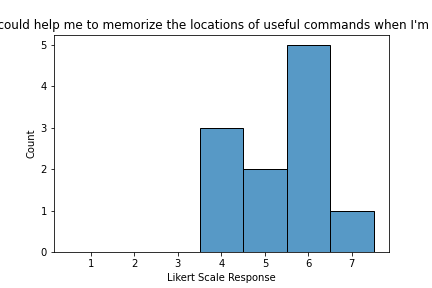 could help me to memorize the locations of useful commands when I'm
5
4
3
2
1
0
Count
1 2 3 4 5 6 7
Likert Scale Response